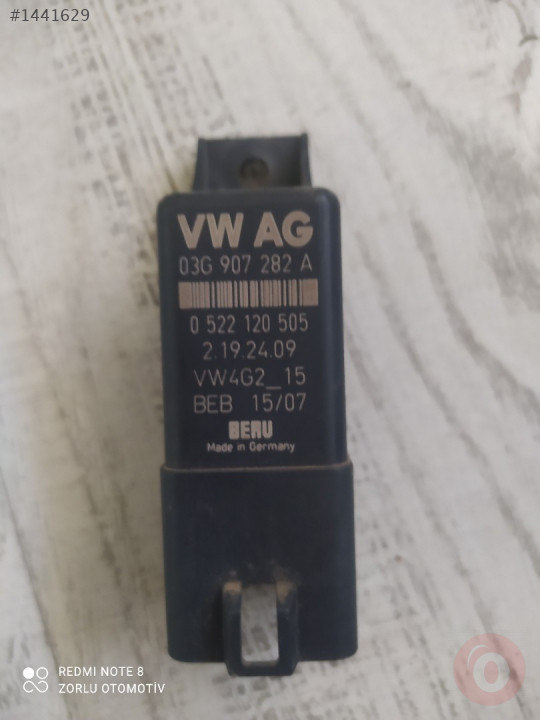 #1441629
VW AG
03G 907 282 A
0 522 120 505
2.19.24.09
VW4G2_15
BEB 15/07
BERU
Made in Germany
REDMI NOTE 8
ZORLU OTOMOTİV